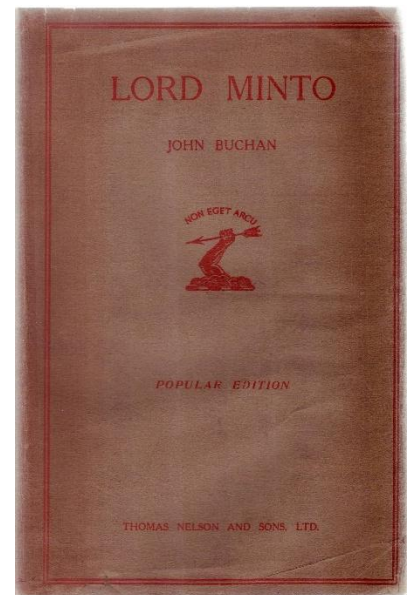 LORD MINTO
JOHN BUCHAN
NON EGET ARCU
POPULAR EDITION
THOMAS NELSON AND SONS, LTD.